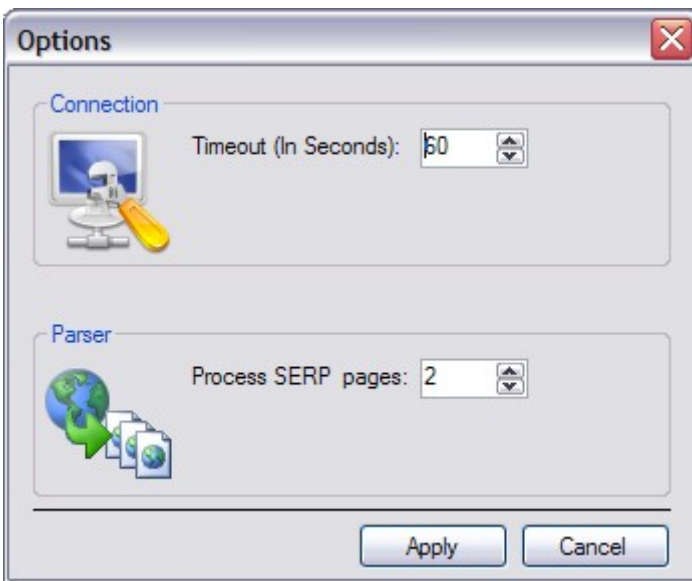 Options
Connection
Timeout (In Seconds): 60
Parser
Process SERP pages: 2
Apply Cancel